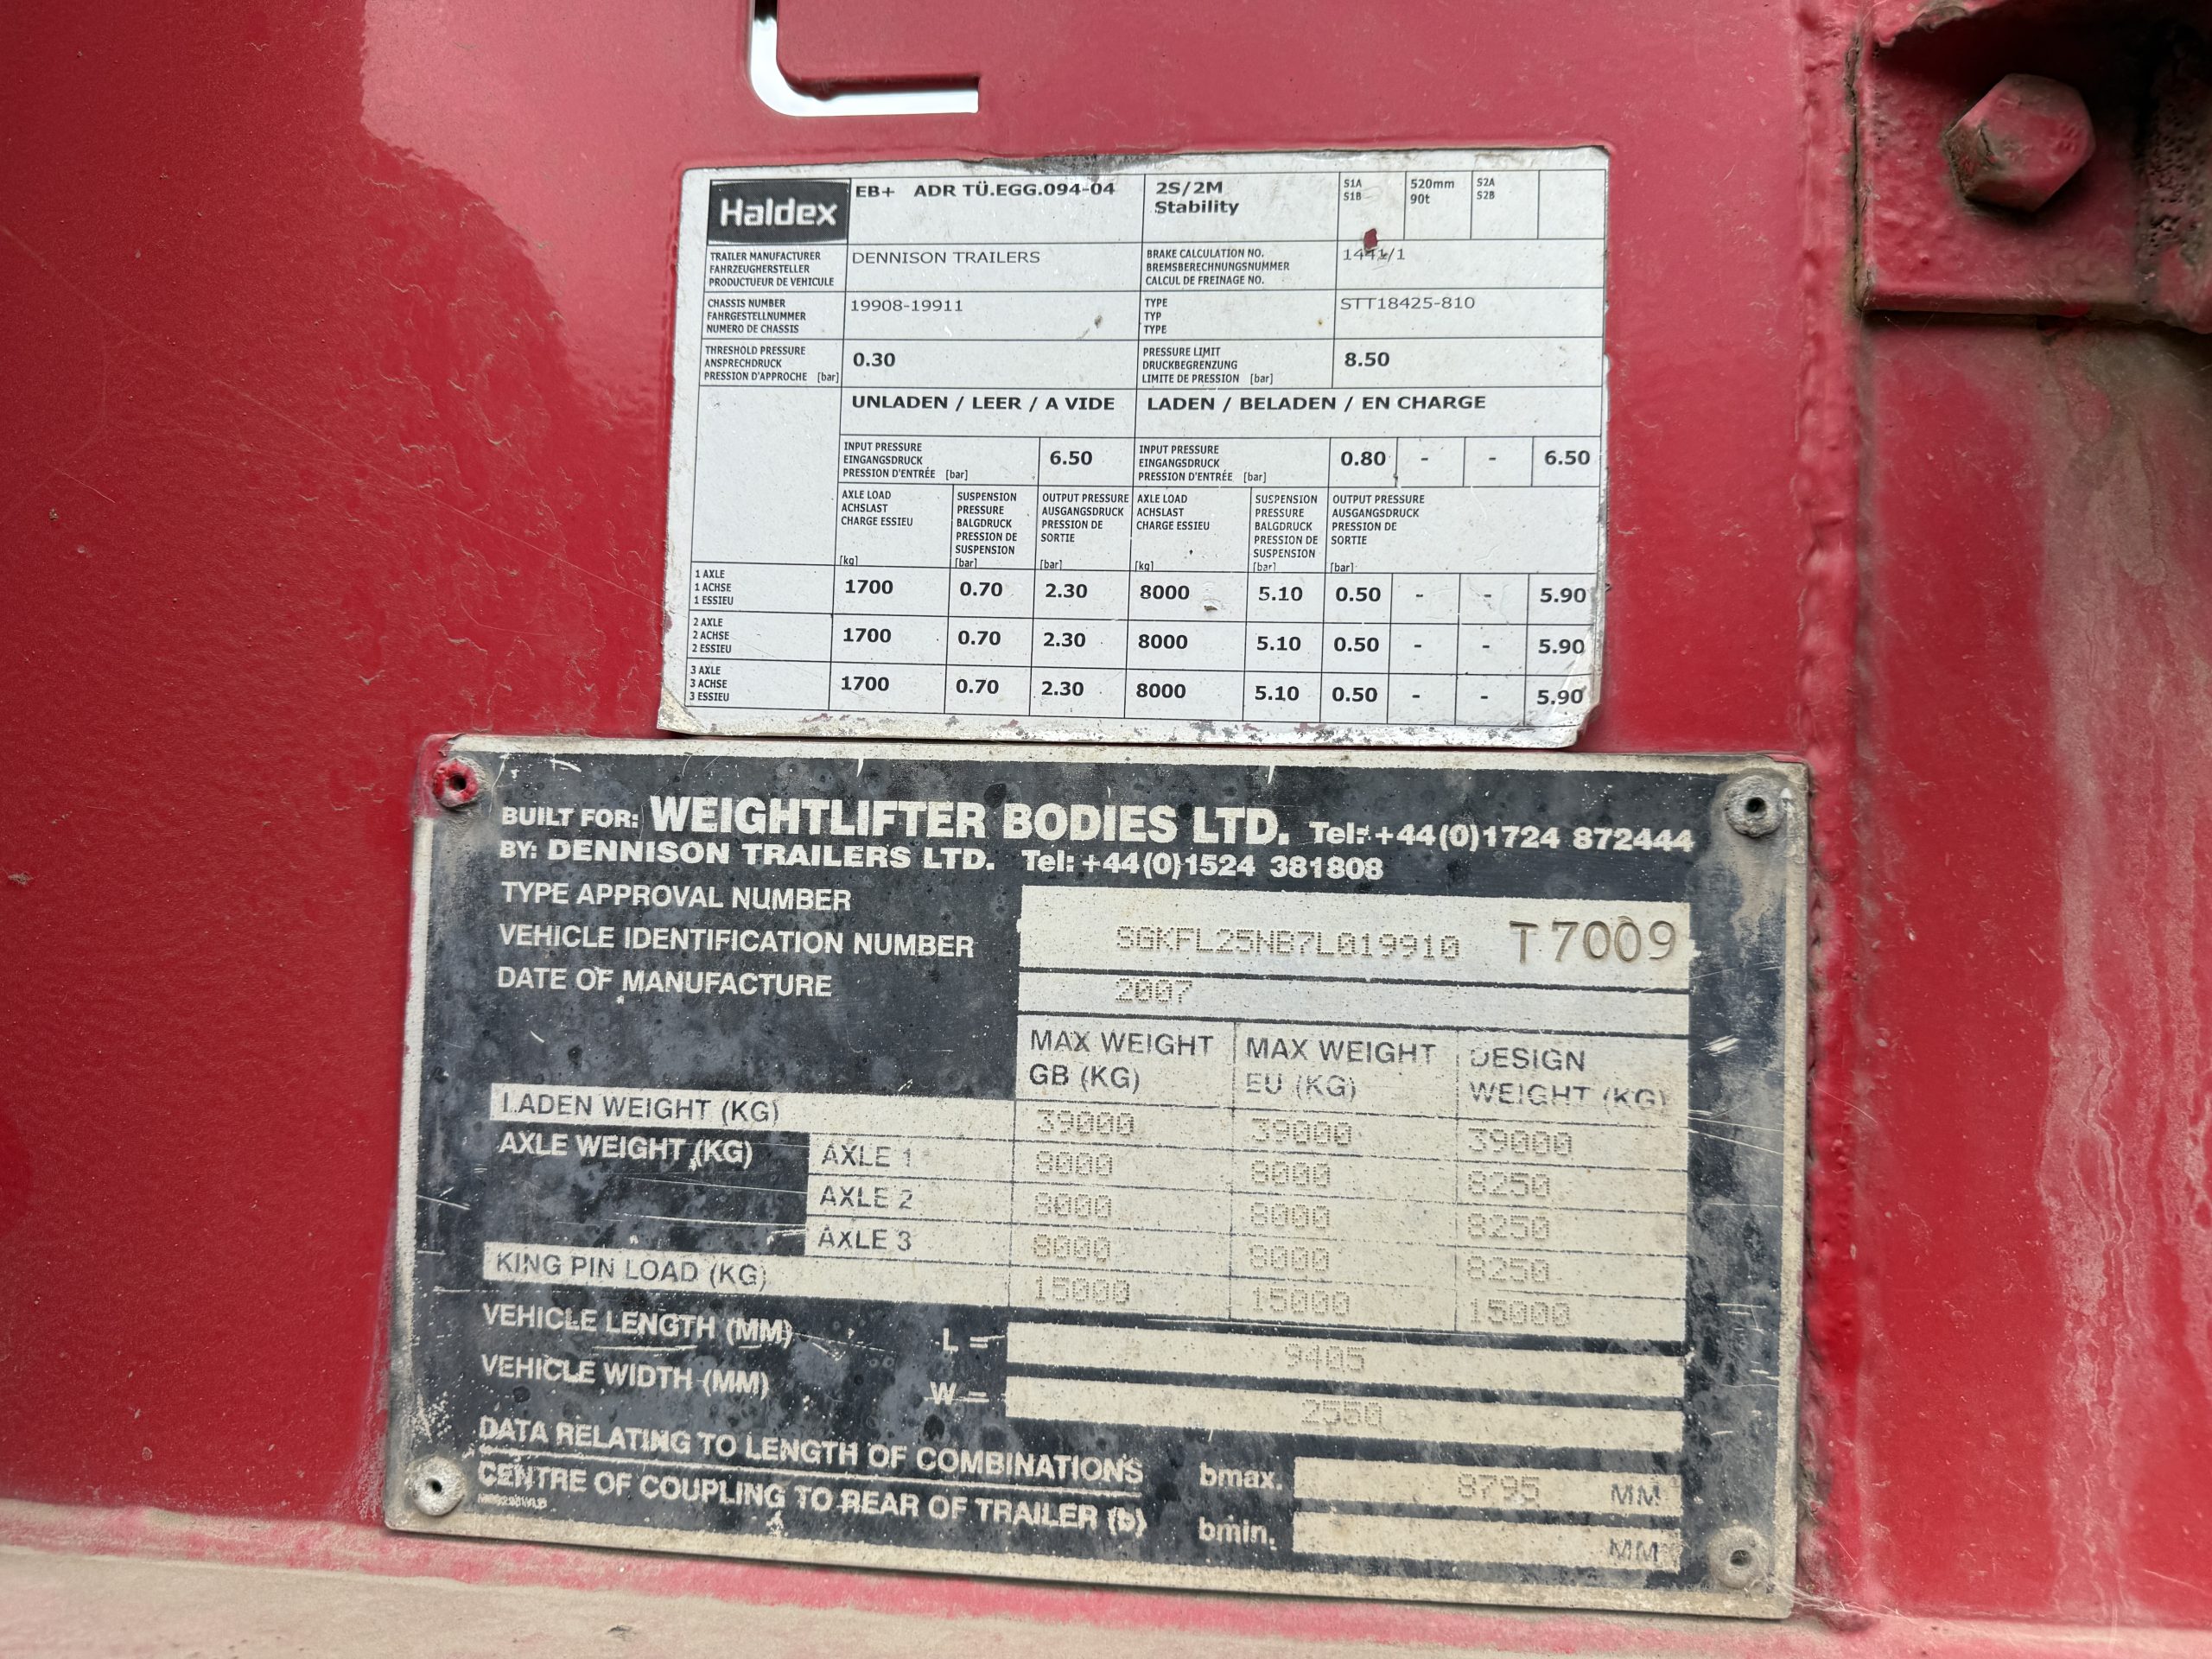 Haldex EB+ ADR TÜ.EGG.094-04 2S/2M Stability S1A S1B 520mm 90t S2A S2B
TRAILER MANUFACTURER FAHRZEUGHERSTELLER PRODUCTUEUR DE VEHICULE DENNISON TRAILERS BRAKE CALCULATION NO. BREMSBERECHNUNGSNUMMER CALCUL DE FREINAGE NO. 1441/1
CHASSIS NUMBER FAHRGESTELLNUMMER NUMERO DE CHASSIS 19908-19911 TYPE TYP TYPE STT18425-810
THRESHOLD PRESSURE ANSPRECHDRUCK PRESSION D'APPROCHE [bar] 0.30 PRESSURE LIMIT DRUCKBEGRENZUNG LIMITE DE PRESSION [bar] 8.50
UNLADEN / LEER / A VIDE LADEN / BELADEN / EN CHARGE
INPUT PRESSURE EINGANGSDRUCK PRESSION D'ENTRÉE [bar] 6.50 INPUT PRESSURE EINGANGSDRUCK PRESSION D'ENTRÉE [bar] 0.80 - - 6.50
AXLE LOAD ACHSLAST CHARGE ESSIEU [kg] SUSPENSION PRESSURE BALGDRUCK PRESSION DE SUSPENSION [bar] OUTPUT PRESSURE AUSGANGSDRUCK PRESSION DE SORTIE [bar] AXLE LOAD ACHSLAST CHARGE ESSIEU [kg] SUSPENSION PRESSURE BALGDRUCK PRESSION DE SUSPENSION [bar] OUTPUT PRESSURE AUSGANGSDRUCK PRESSION DE SORTIE [bar]
1 AXLE 1 ACHSE 1 ESSIEU 1700 0.70 2.30 8000 5.10 0.50 - - 5.90
2 AXLE 2 ACHSE 2 ESSIEU 1700 0.70 2.30 8000 5.10 0.50 - - 5.90
3 AXLE 3 ACHSE 3 ESSIEU 1700 0.70 2.30 8000 5.10 0.50 - - 5.90
BUILT FOR: WEIGHTLIFTER BODIES LTD. Tel: +44(0)1724 872444
BY: DENNISON TRAILERS LTD. Tel: +44(0)1524 381808
TYPE APPROVAL NUMBER
VEHICLE IDENTIFICATION NUMBER SGKFL25NB7L019910 T7009
DATE OF MANUFACTURE 2007
MAX WEIGHT GB (KG) MAX WEIGHT EU (KG) DESIGN WEIGHT (KG)
LADEN WEIGHT (KG) 39000 39000 39000
AXLE WEIGHT (KG) AXLE 1 8000 8000 8250
AXLE 2 8000 8000 8250
AXLE 3 8000 8000 8250
KING PIN LOAD (KG) 15000 15000 15000
VEHICLE LENGTH (MM) L = 9405
VEHICLE WIDTH (MM) W = 2550
DATA RELATING TO LENGTH OF COMBINATIONS bmax. 8795 MM
CENTRE OF COUPLING TO REAR OF TRAILER (b) bmin. MM